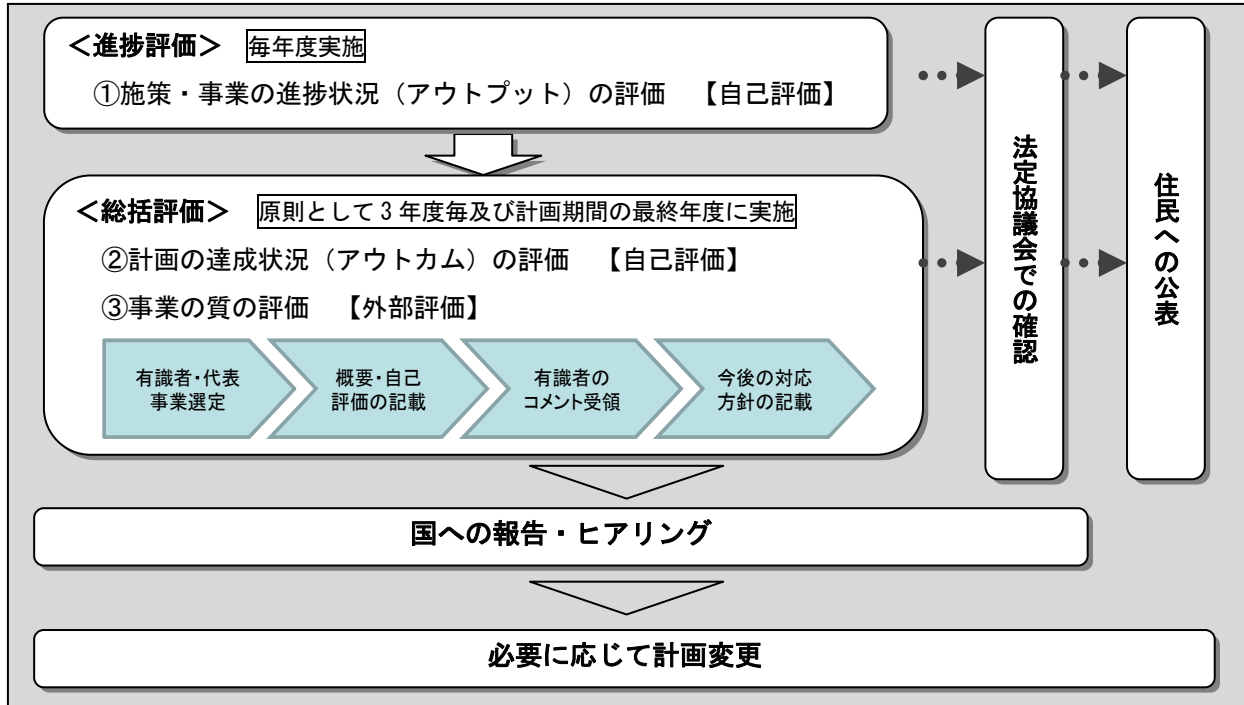 ＜進捗評価＞ 毎年度実施
①施策・事業の進捗状況（アウトプット）の評価 【自己評価】
＜総括評価＞ 原則として３年度毎及び計画期間の最終年度に実施
②計画の達成状況（アウトカム）の評価 【自己評価】
③事業の質の評価 【外部評価】
有識者・代表
事業選定
概要・自己
評価の記載
有識者の
コメント受領
今後の対応
方針の記載
法定協議会での確認
住民への公表
国への報告・ヒアリング
必要に応じて計画変更